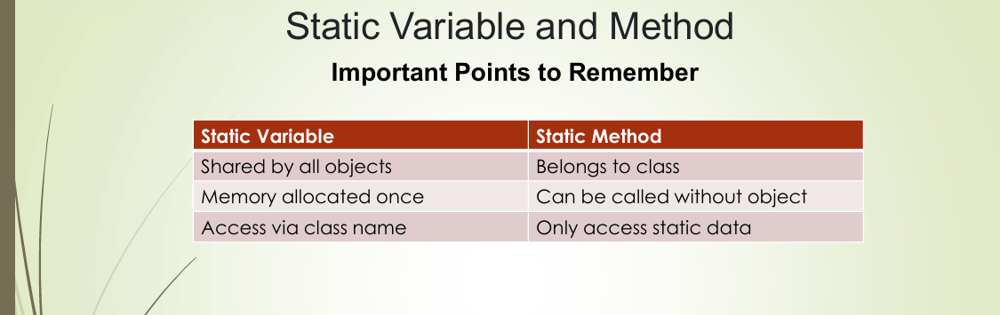 Static Variable and Method
Important Points to Remember
Static Variable Static Method
Shared by all objects Belongs to class
Memory allocated once Can be called without object
Access via class name Only access static data